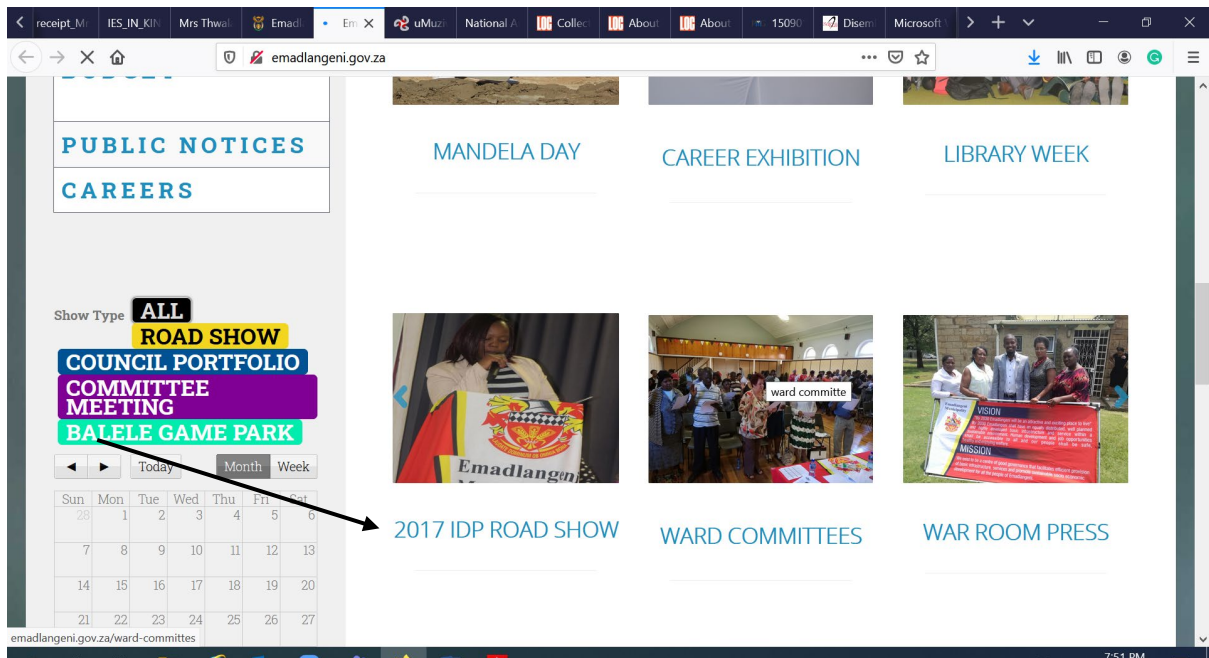 receipt_Mr IES_IN_KIN Mrs Thwal Emadl Em uMuzi National A LOC Collec LOC About LOC About 15090 Disem Microsoft
emadlangeni.gov.za
PUBLIC NOTICES
CAREERS
MANDELA DAY
CAREER EXHIBITION
LIBRARY WEEK
Show Type ALL
ROAD SHOW
COUNCIL PORTFOLIO
COMMITTEE
MEETING
BALELE GAME PARK
Today Month Week
Sun Mon Tue Wed Thu Fri Sat
28 1 2 3 4 5 6
7 8 9 10 11 12 13
14 15 16 17 18 19 20
21 22 23 24 25 26 27
Emadlangeni
ward committe
VISION
MISSION
2017 IDP ROAD SHOW
WARD COMMITTEES
WAR ROOM PRESS
emadlangeni.gov.za/ward-committes
7:51 PM